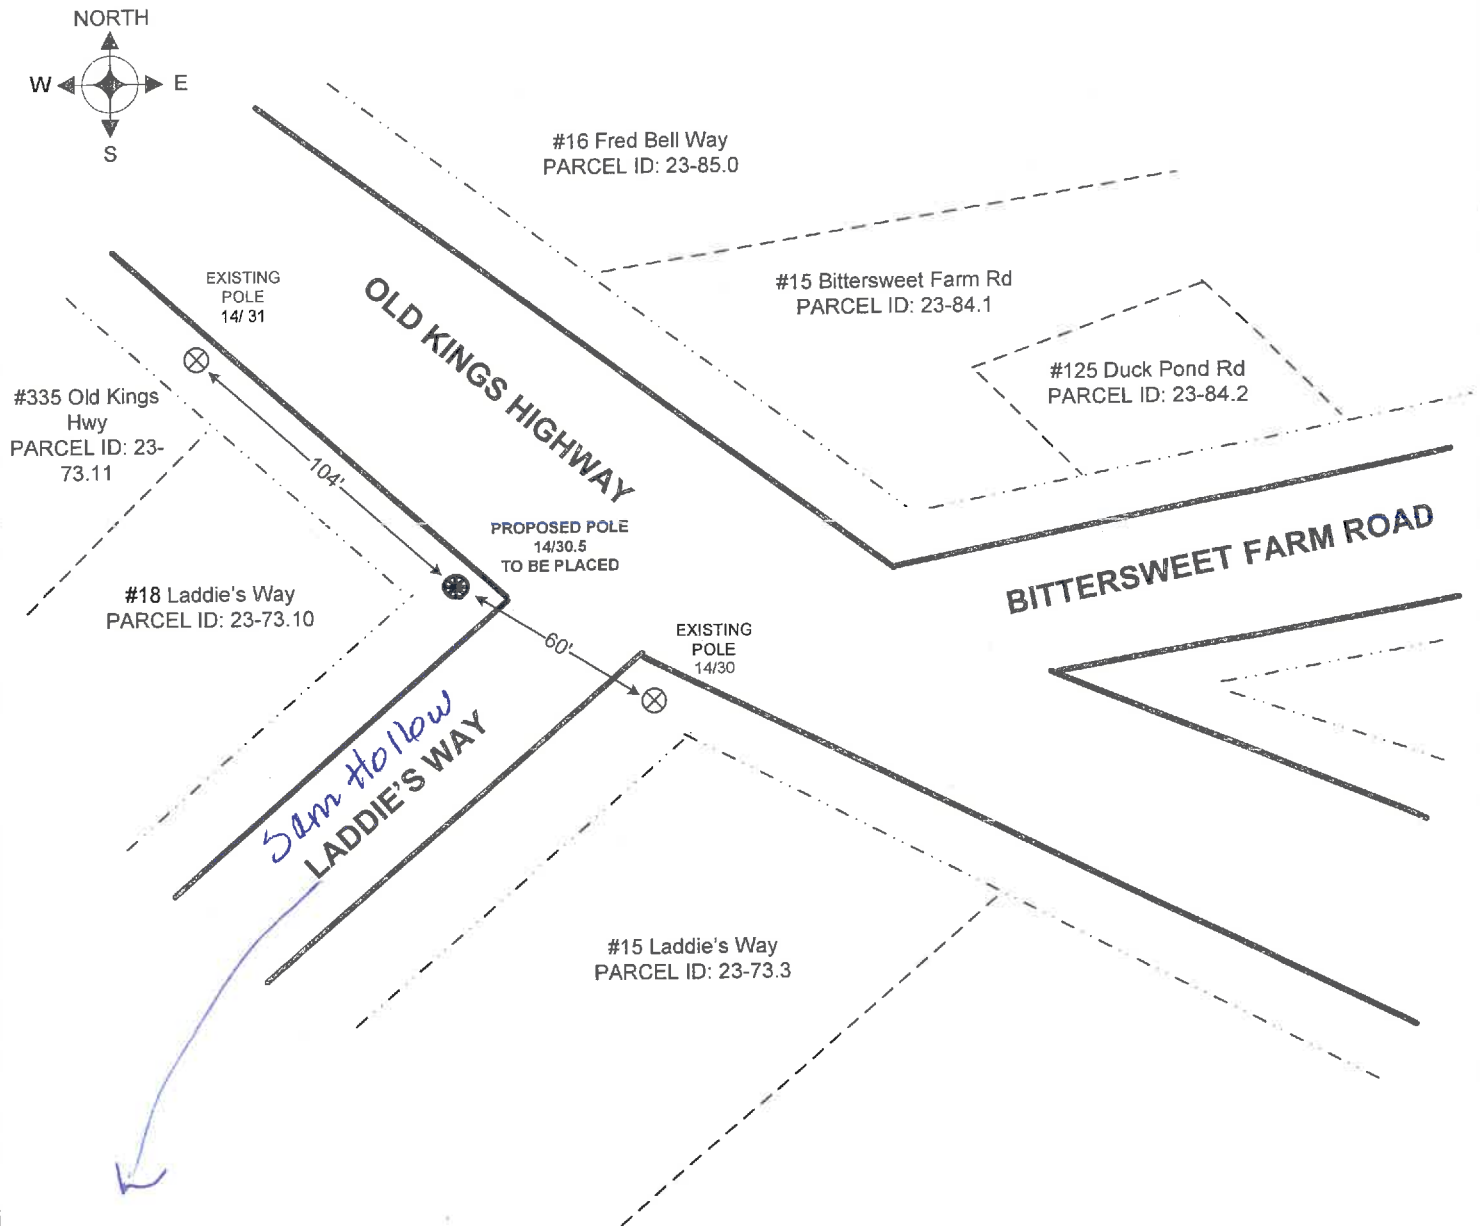 NORTH
W E
S
#16 Fred Bell Way
PARCEL ID: 23-85.0
#15 Bittersweet Farm Rd
PARCEL ID: 23-84.1
#125 Duck Pond Rd
PARCEL ID: 23-84.2
EXISTING
POLE
14/ 31
OLD KINGS HIGHWAY
#335 Old Kings
Hwy
PARCEL ID: 23-
73.11
104'
PROPOSED POLE
14/30.5
TO BE PLACED
BITTERSWEET FARM ROAD
#18 Laddie's Way
PARCEL ID: 23-73.10
60'
EXISTING
POLE
14/30
Sam Hollow
LADDIE'S WAY
#15 Laddie's Way
PARCEL ID: 23-73.3